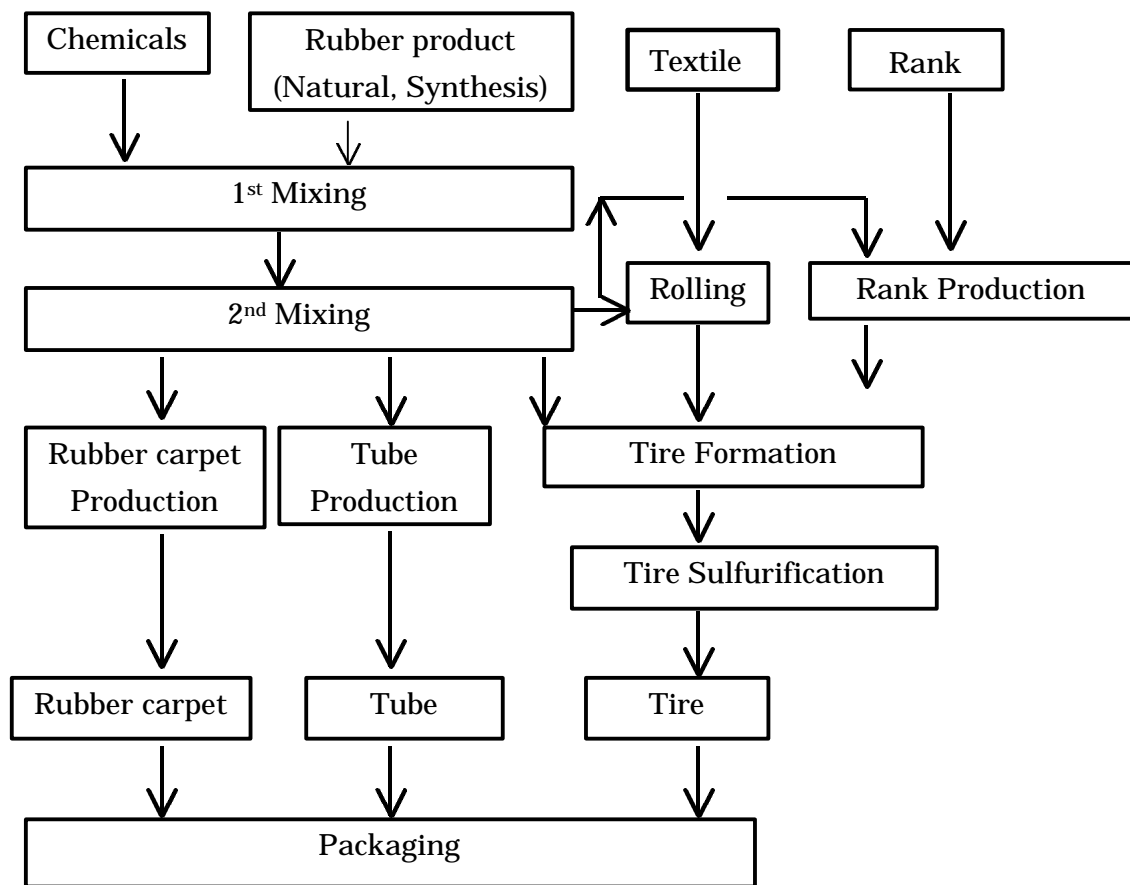 Chemicals
Rubber product
(Natural, Synthesis)
Textile
Rank
1st Mixing
Rolling
Rank Production
2nd Mixing
Rubber carpet
Production
Tube
Production
Tire Formation
Tire Sulfurification
Rubber carpet
Tube
Tire
Packaging